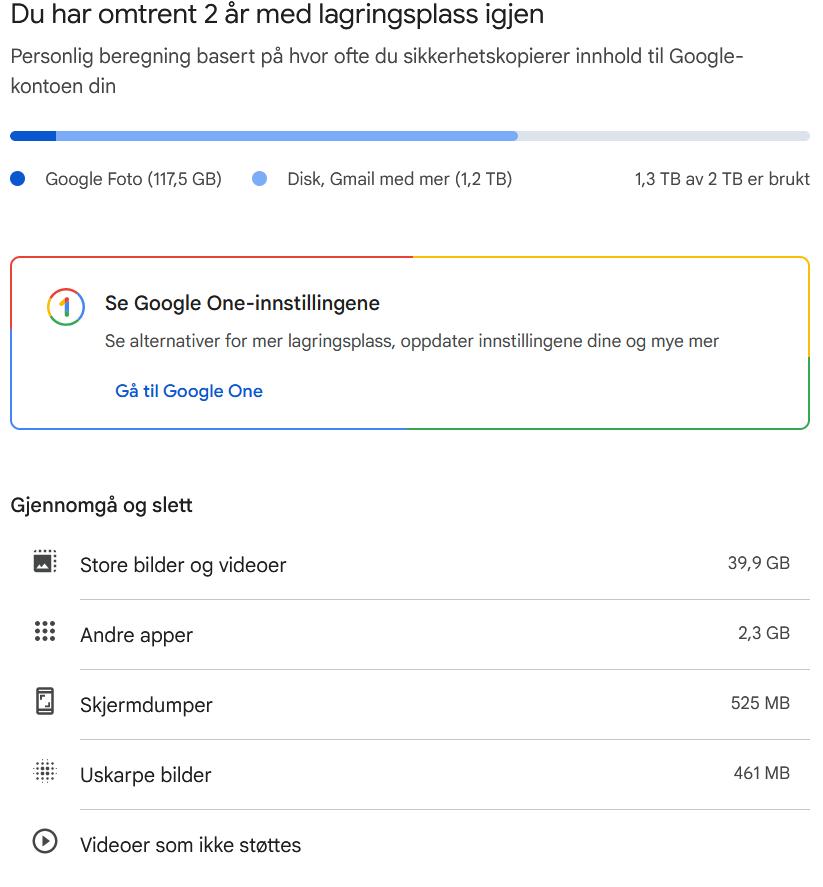 Du har omtrent 2 år med lagringsplass igjen
Personlig beregning basert på hvor ofte du sikkerhetskopierer innhold til Google-
kontoen din
Google Foto (117,5 GB) Disk, Gmail med mer (1,2 TB) 1,3 TB av 2 TB er brukt
1 Se Google One-innstillingene
Se alternativer for mer lagringsplass, oppdater innstillingene dine og mye mer
Gå til Google One
Gjennomgå og slett
Store bilder og videoer 39,9 GB
Andre apper 2,3 GB
Skjermdumper 525 MB
Uskarpe bilder 461 MB
Videoer som ikke støttes